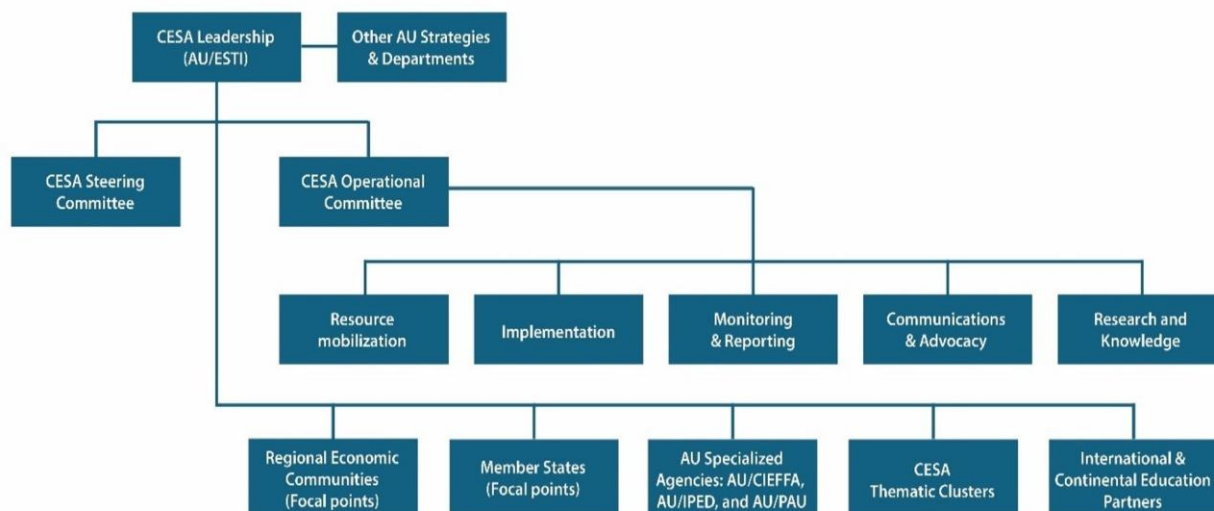 CESA Leadership
(AU/ESTI)
Other AU Strategies
& Departments
CESA Steering
Committee
CESA Operational
Committee
Resource
mobilization
Implementation
Monitoring
& Reporting
Communications
& Advocacy
Research and
Knowledge
Regional Economic
Communities
(Focal points)
Member States
(Focal points)
AU Specialized
Agencies: AU/CIEFFA,
AU/IPED, and AU/PAU
CESA
Thematic Clusters
International &
Continental Education
Partners